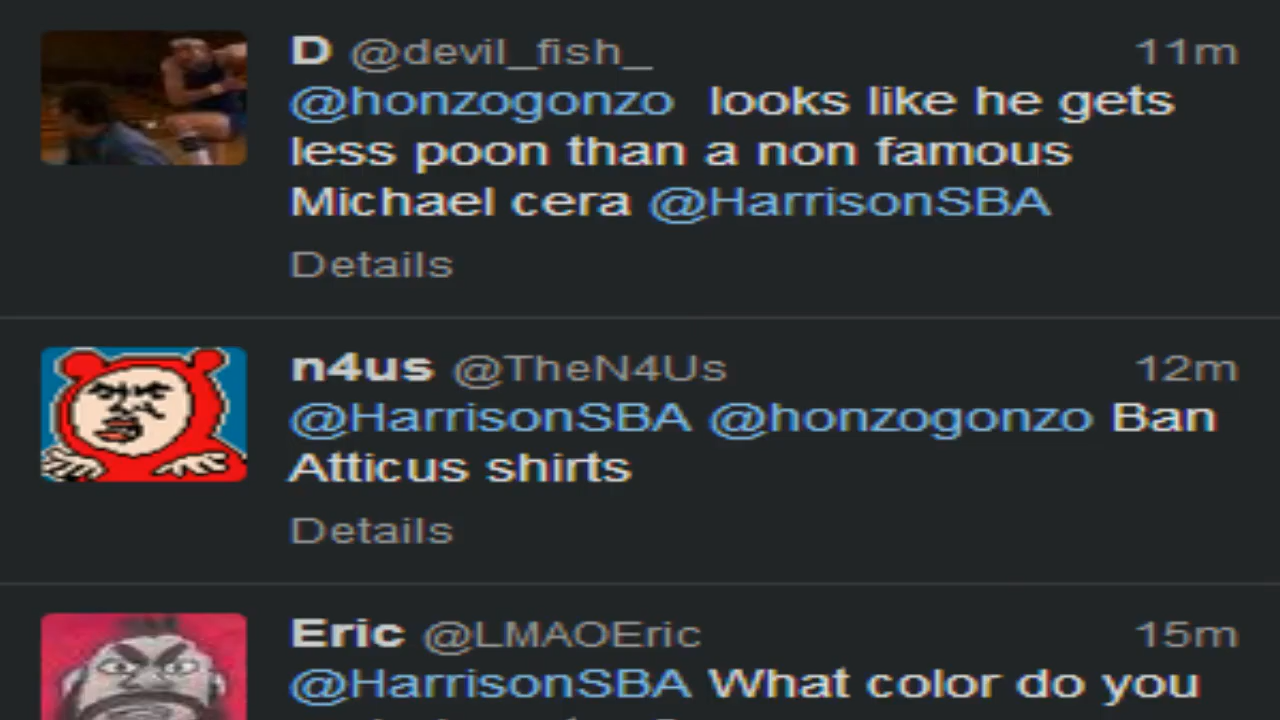 D @devil_fish_ 11m
@honzogonzo looks like he gets
less poon than a non famous
Michael cera @HarrisonSBA
Details
n4us @TheN4Us 12m
@HarrisonSBA @honzogonzo Ban
Atticus shirts
Details
Eric @LMAOEric 15m
@HarrisonSBA What color do you